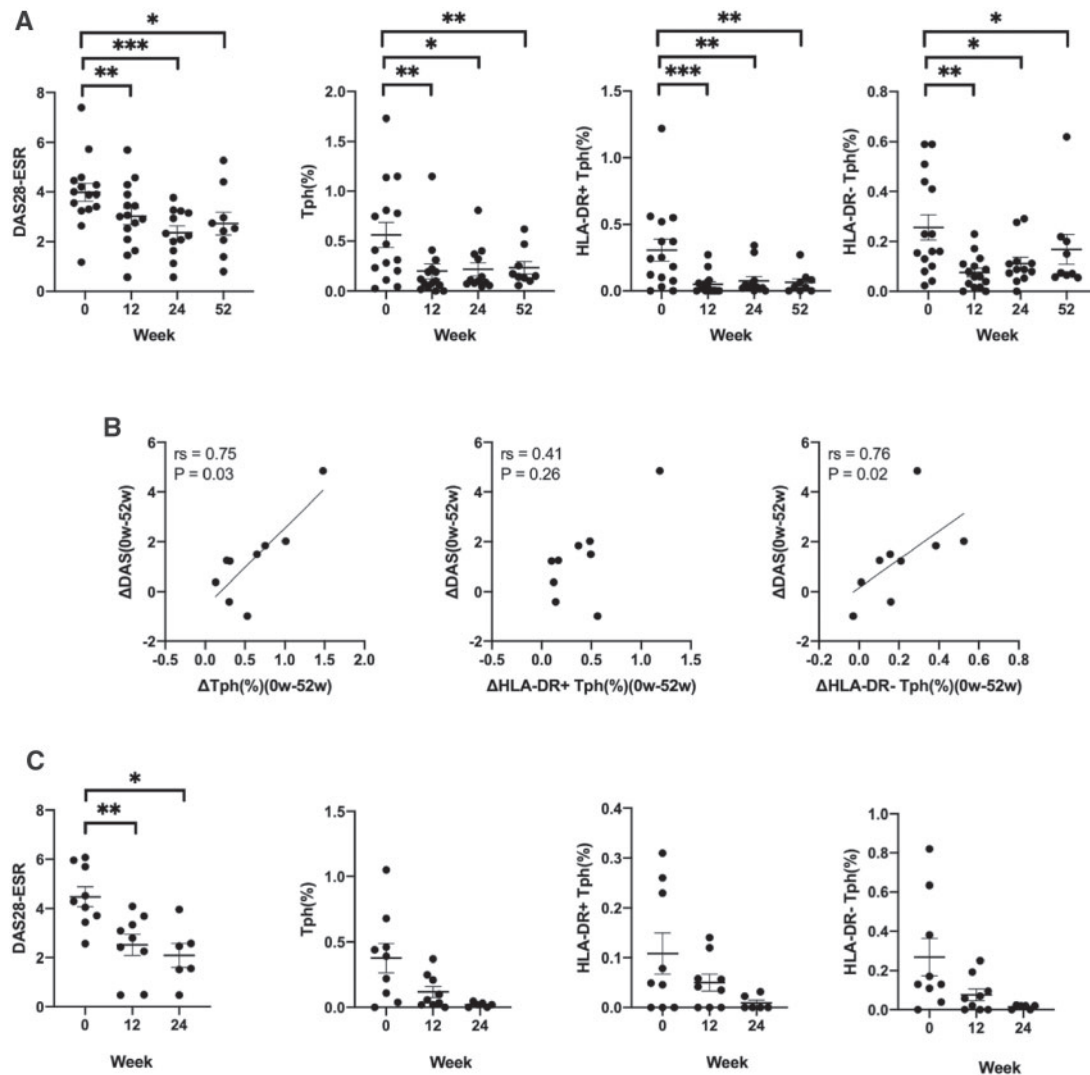 A
* *** **
DAS28-ESR
8
6
4
2
0
0 12 24 52
Week
** * **
Tph(%)
2.0
1.5
1.0
0.5
0.0
0 12 24 52
Week
** ** ***
HLA-DR+ Tph(%)
1.5
1.0
0.5
0.0
0 12 24 52
Week
* * **
HLA-DR- Tph(%)
0.8
0.6
0.4
0.2
0.0
0 12 24 52
Week
B
rs = 0.75
P = 0.03
ΔDAS(0w-52w)
6
4
2
0
-2
-0.5 0.0 0.5 1.0 1.5 2.0
ΔTph(%)(0w-52w)
rs = 0.41
P = 0.26
ΔDAS(0w-52w)
6
4
2
0
-2
-0.5 0.0 0.5 1.0 1.5
ΔHLA-DR+ Tph(%)(0w-52w)
rs = 0.76
P = 0.02
ΔDAS(0w-52w)
6
4
2
0
-2
-0.2 0.0 0.2 0.4 0.6 0.8
ΔHLA-DR- Tph(%)(0w-52w)
C
* **
DAS28-ESR
8
6
4
2
0
0 12 24
Week
Tph(%)
1.5
1.0
0.5
0.0
0 12 24
Week
HLA-DR+ Tph(%)
0.4
0.3
0.2
0.1
0.0
0 12 24
Week
HLA-DR- Tph(%)
1.0
0.8
0.6
0.4
0.2
0.0
0 12 24
Week